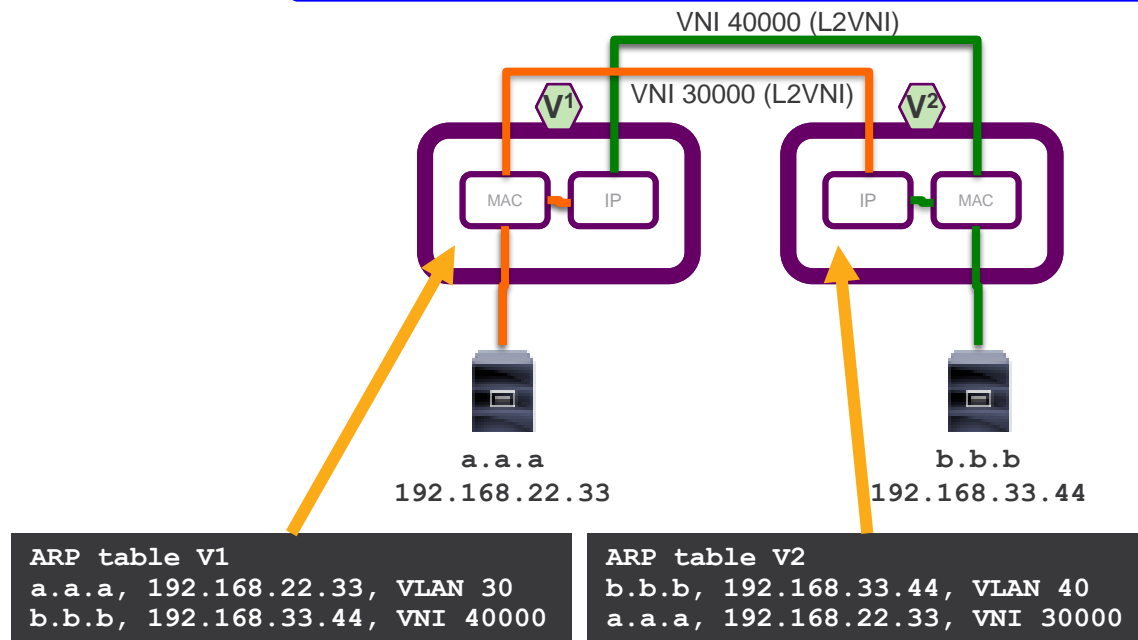 VNI 40000 (L2VNI)
VNI 30000 (L2VNI)
V1
V2
MAC
IP
IP
MAC
a.a.a
192.168.22.33
b.b.b
192.168.33.44
ARP table V1
a.a.a, 192.168.22.33, VLAN 30
b.b.b, 192.168.33.44, VNI 40000
ARP table V2
b.b.b, 192.168.33.44, VLAN 40
a.a.a, 192.168.22.33, VNI 30000